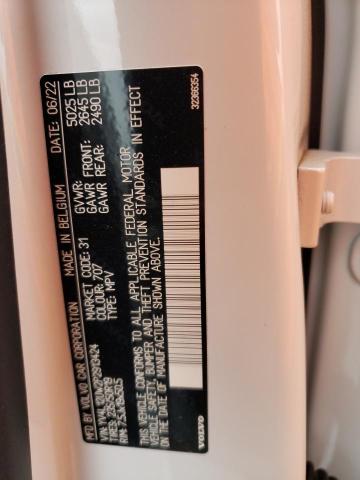 MFD BY VOLVO CAR CORPORATION MADE IN BELGIUM DATE: 06/22
GVWR: 5025 LB
MARKET CODE: 31 GAWR FRONT: 2645 LB
COLOUR: 707 GAWR REAR: 2490 LB
TYPE: MPV
THIS VEHICLE CONFORMS TO ALL APPLICABLE FEDERAL MOTOR
VEHICLE SAFETY, BUMPER AND THEFT PREVENTION STANDARDS IN EFFECT
ON THE DATE OF MANUFACTURE SHOWN ABOVE.
VOLVO
32366354